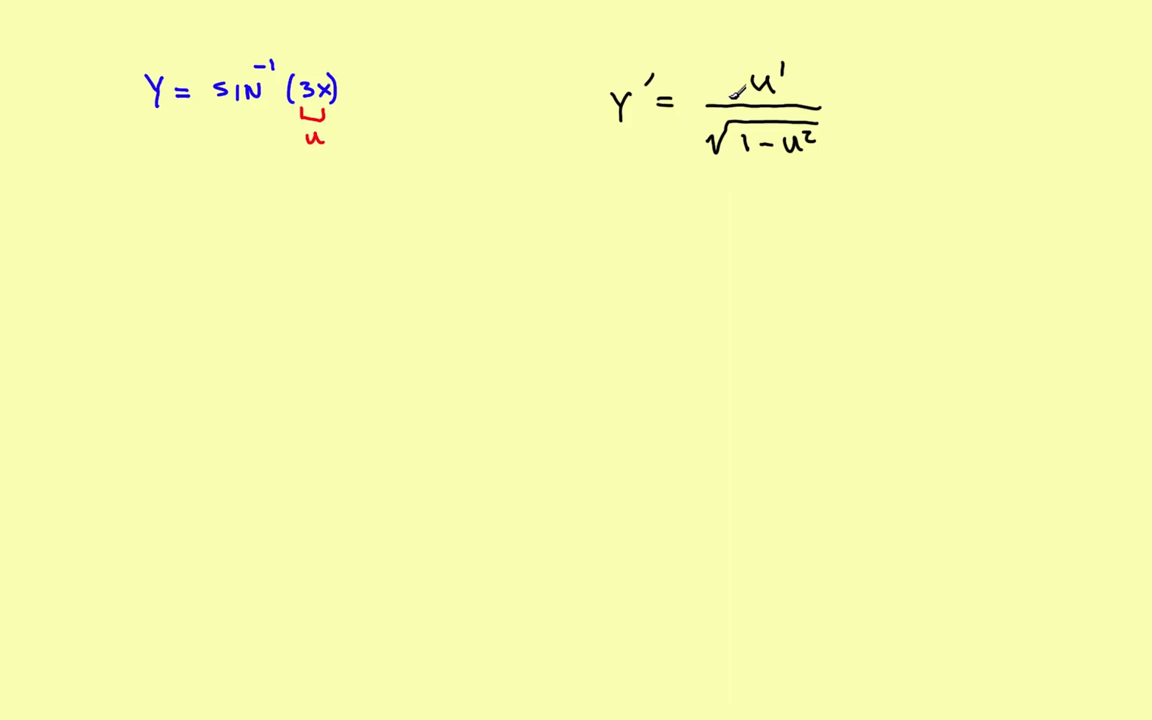 Y = SIN⁻¹ (3x)
u
Y' = u' / √(1 - u²)